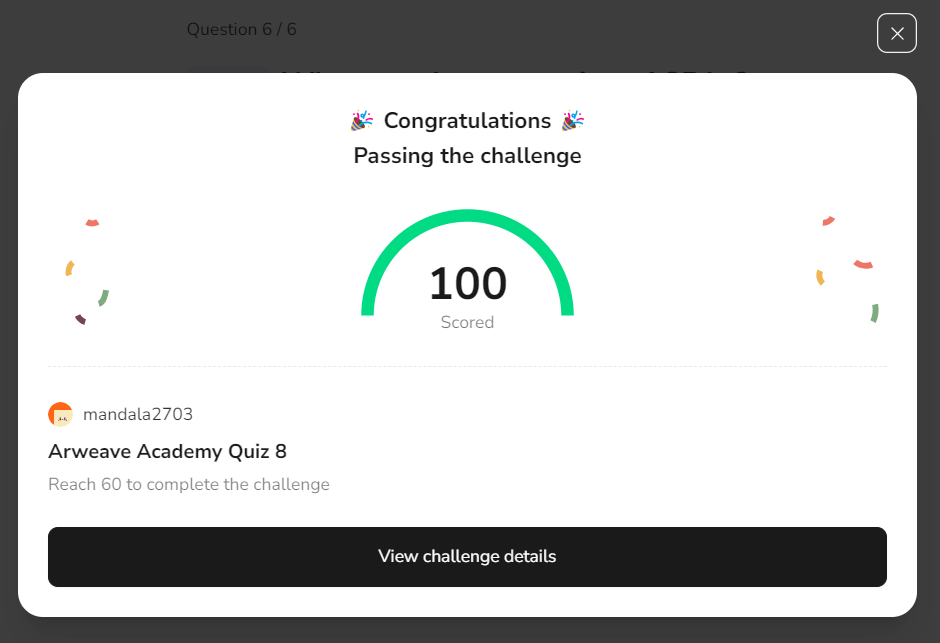 Question 6 / 6
🎉 Congratulations 🎉
Passing the challenge
100
Scored
mandala2703
Arweave Academy Quiz 8
Reach 60 to complete the challenge
View challenge details